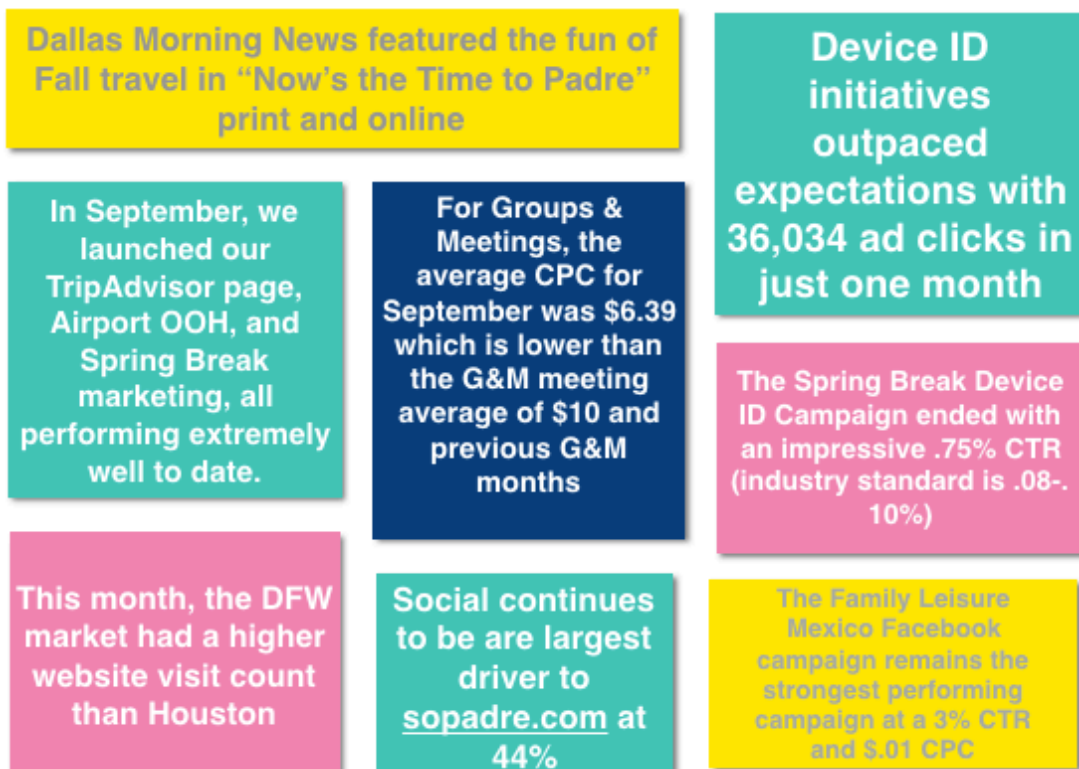 Dallas Morning News featured the fun of
Fall travel in “Now’s the Time to Padre”
print and online
Device ID
initiatives
outpaced
expectations with
36,034 ad clicks in
just one month
In September, we
launched our
TripAdvisor page,
Airport OOH, and
Spring Break
marketing, all
performing extremely
well to date.
For Groups &
Meetings, the
average CPC for
September was $6.39
which is lower than
the G&M meeting
average of $10 and
previous G&M
months
The Spring Break Device
ID Campaign ended with
an impressive .75% CTR
(industry standard is .08-.
10%)
This month, the DFW
market had a higher
website visit count
than Houston
Social continues
to be are largest
driver to
sopadre.com at
44%
The Family Leisure
Mexico Facebook
campaign remains the
strongest performing
campaign at a 3% CTR
and $.01 CPC